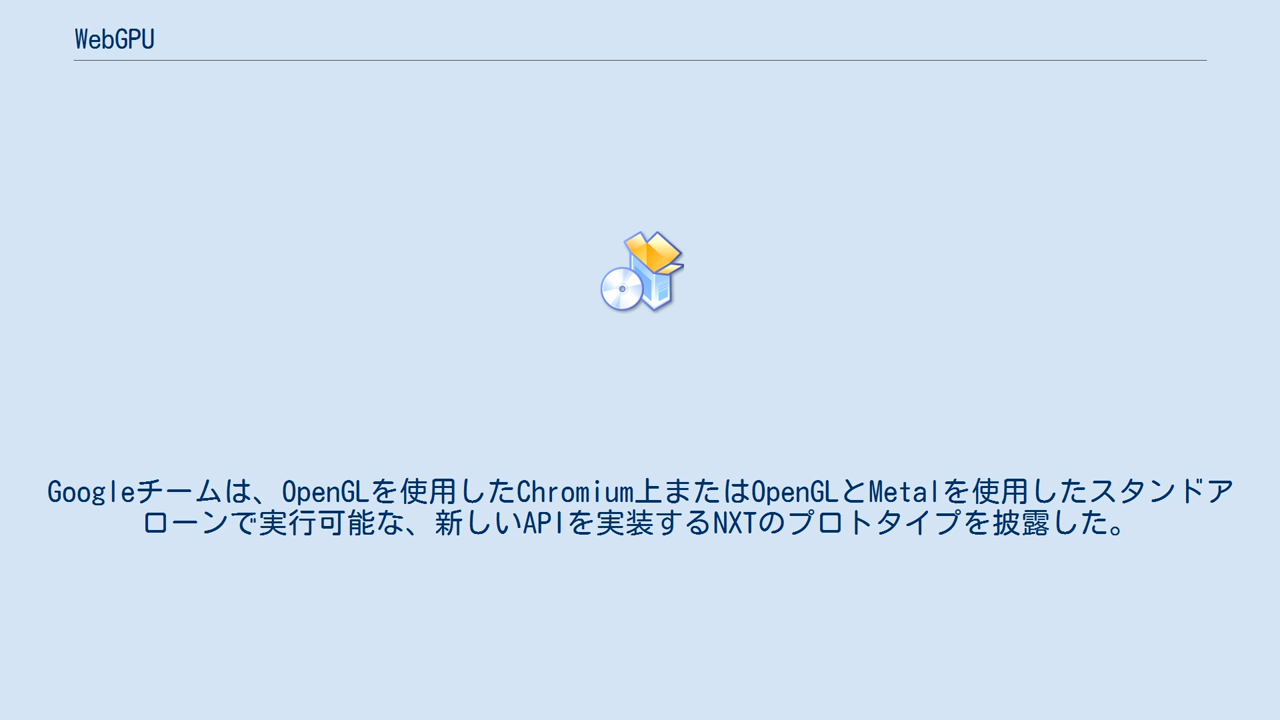 WebGPU
Googleチームは、OpenGLを使用したChromium上またはOpenGLとMetalを使用したスタンドア
ローンで実行可能な、新しいAPIを実装するNXTのプロトタイプを披露した。